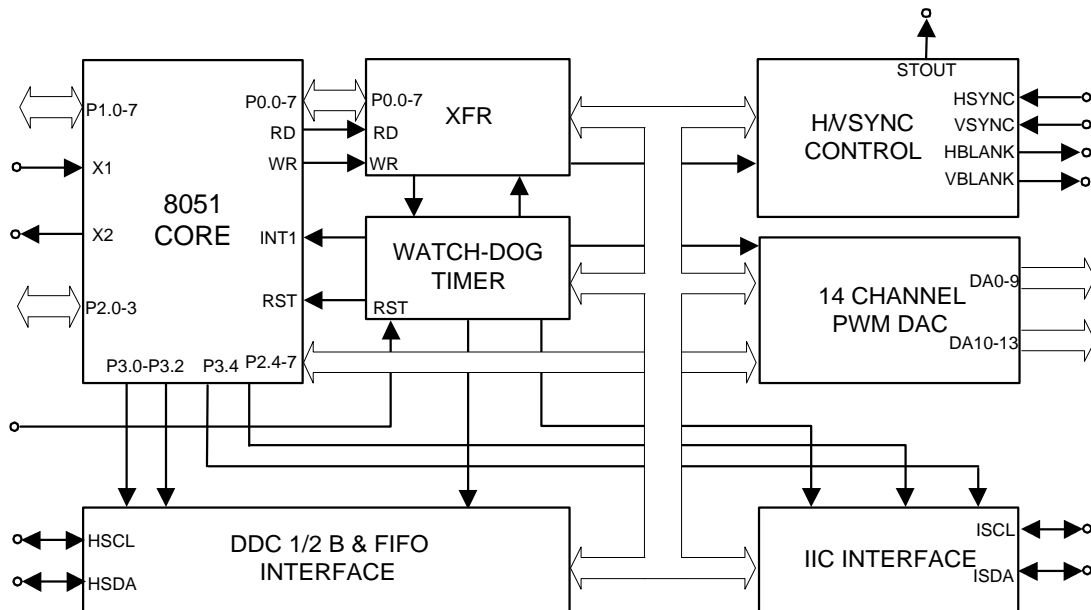 STOUT
P1.0-7
P0.0-7
P0.0-7
XFR
HSYNC
RD
RD
H/VSYNC
CONTROL
VSYNC
WR
WR
HBLANK
X1
VBLANK
8051
CORE
X2
INT1
WATCH-DOG
TIMER
RST
RST
14 CHANNEL
PWM DAC
DA0-9
P2.0-3
DA10-13
P3.0-P3.2
P3.4
P2.4-7
HSCL
DDC 1/2 B & FIFO
INTERFACE
HSDA
ISCL
IIC INTERFACE
ISDA